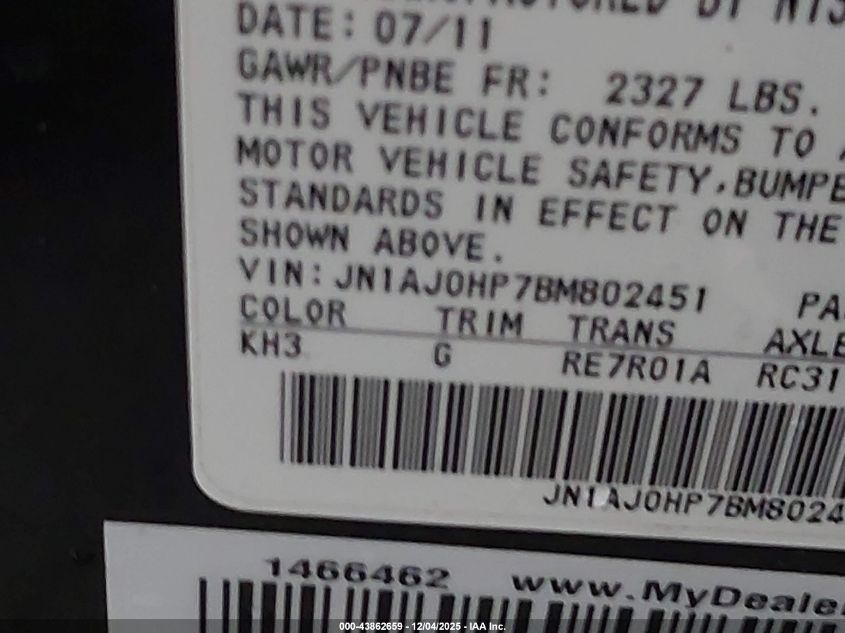 DATE: 07/11
GAWR/PNBE FR: 2327 LBS.
THIS VEHICLE CONFORMS TO
MOTOR VEHICLE SAFETY, BUMPE
STANDARDS IN EFFECT ON THE
SHOWN ABOVE.
VIN: JN1AJ0HP7BM802451 PA
COLOR TRIM TRANS AXLE
KH3 G RE7R01A RC31
JN1AJ0HP7BM8024
1466462 www.MyDealer
000-43862659 - 12/04/2025 - IAA Inc.